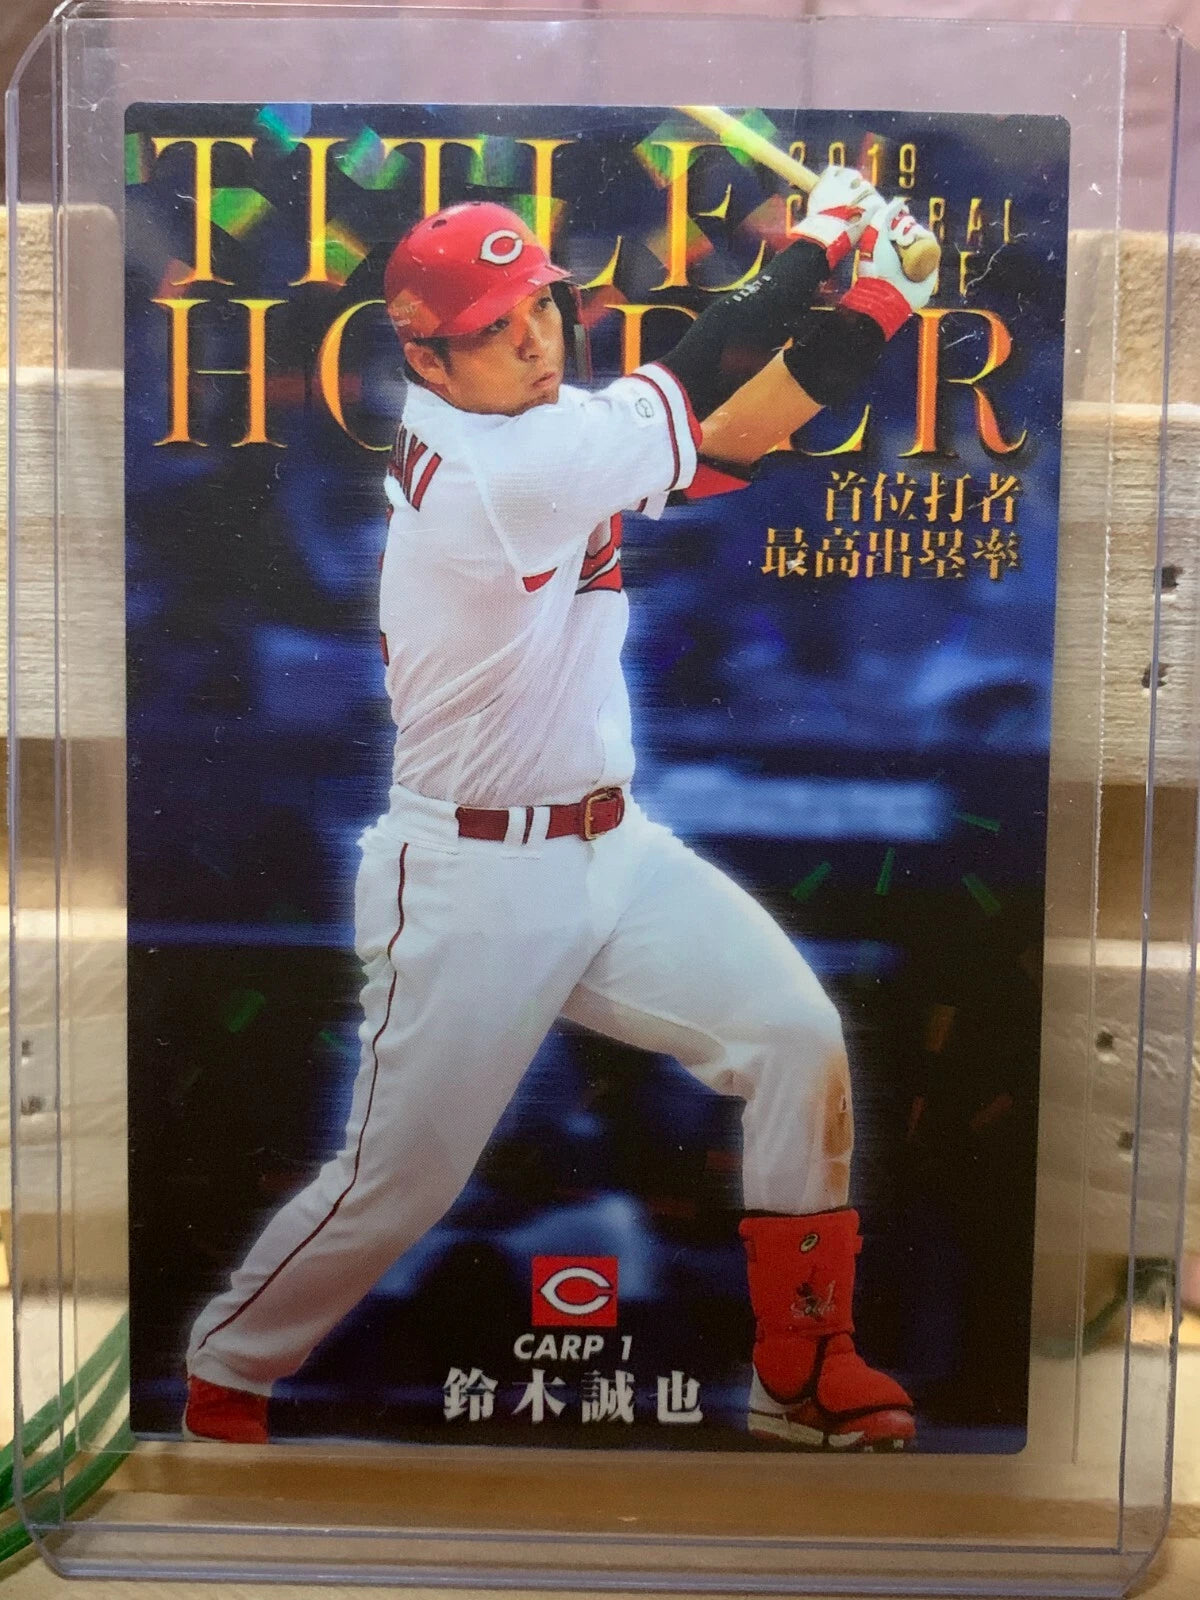 TITLE
HOLDER
2019
CENTRAL
首位打者
最高出塁率
CARP 1
鈴木誠也